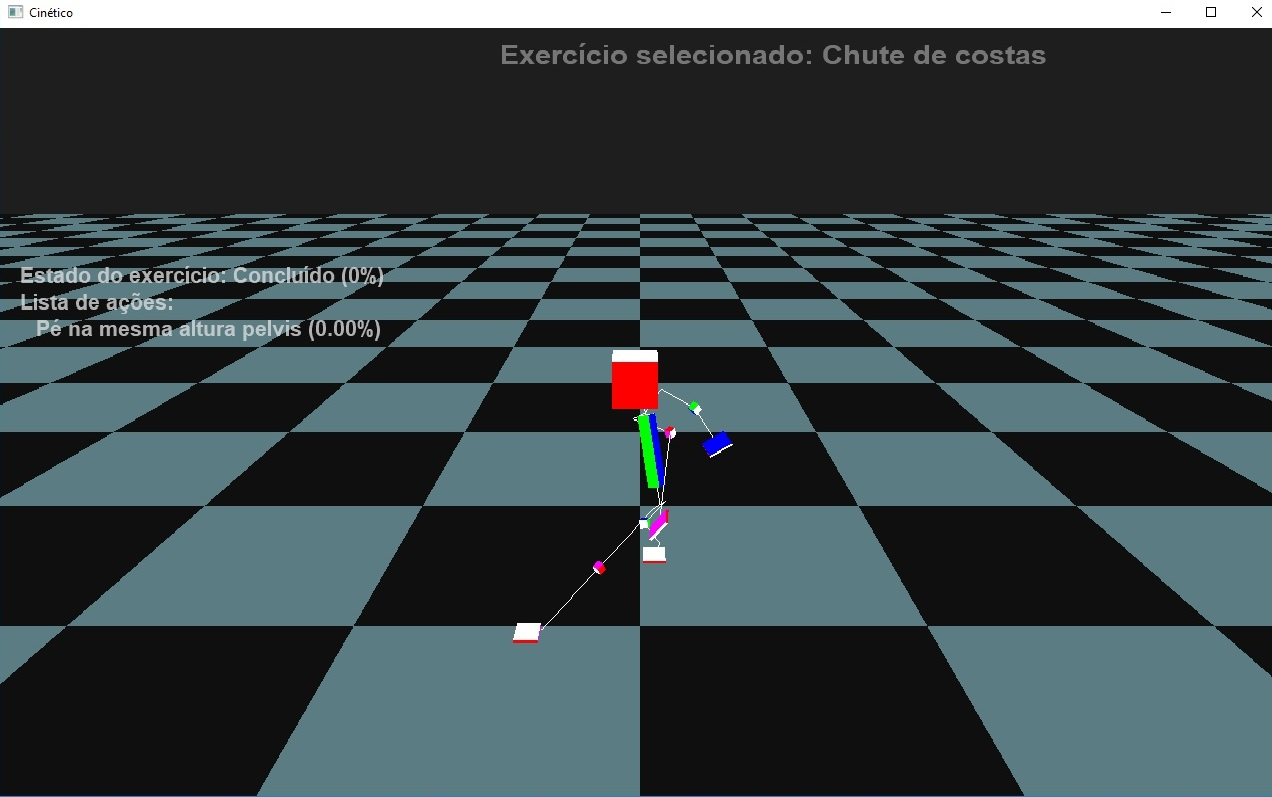 Cinético
Exercício selecionado: Chute de costas
Estado do exercício: Concluído (0%)
Lista de ações:
Pé na mesma altura pelvis (0.00%)